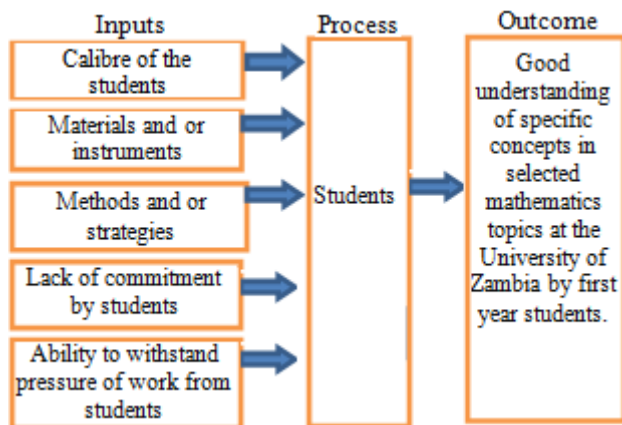 Inputs
Calibre of the
students
Materials and or
instruments
Methods and or
strategies
Lack of commitment
by students
Ability to withstand
pressure of work from
students
Process
Students
Outcome
Good
understanding
of specific
concepts in
selected
mathematics
topics at the
University of
Zambia by first
year students.